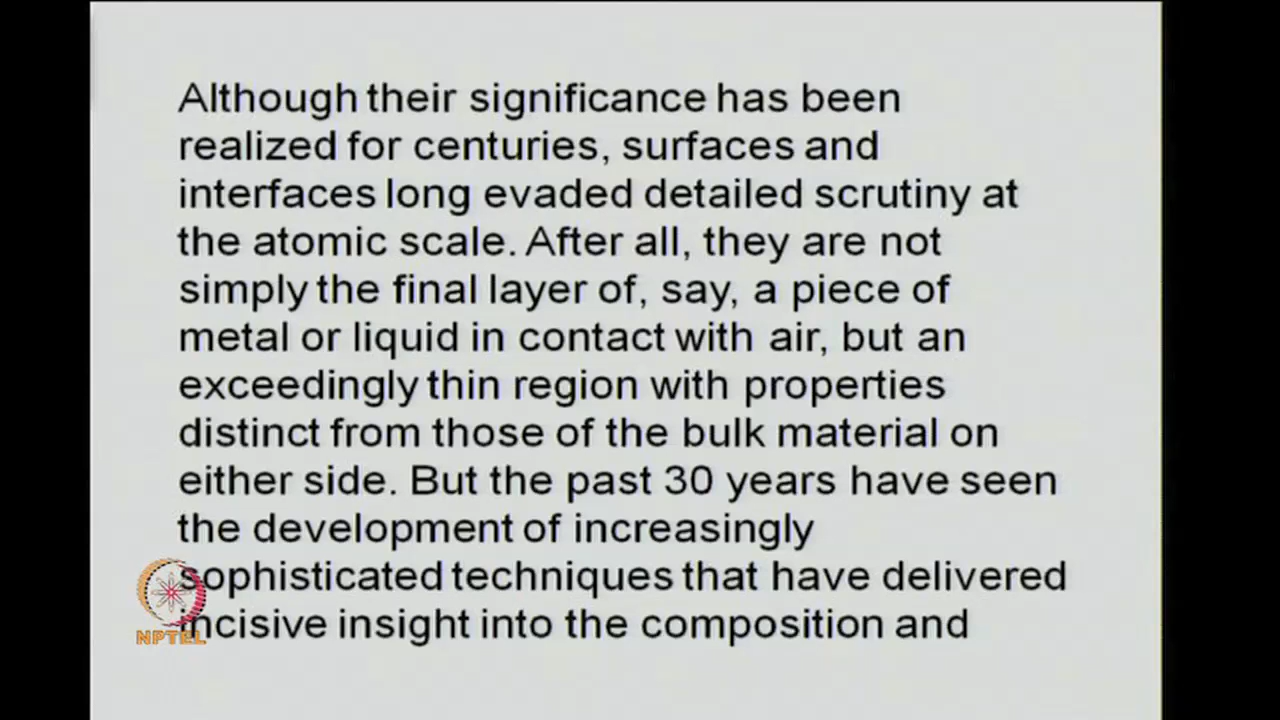 Although their significance has been
realized for centuries, surfaces and
interfaces long evaded detailed scrutiny at
the atomic scale. After all, they are not
simply the final layer of, say, a piece of
metal or liquid in contact with air, but an
exceedingly thin region with properties
distinct from those of the bulk material on
either side. But the past 30 years have seen
the development of increasingly
sophisticated techniques that have delivered
incisive insight into the composition and
NPTEL